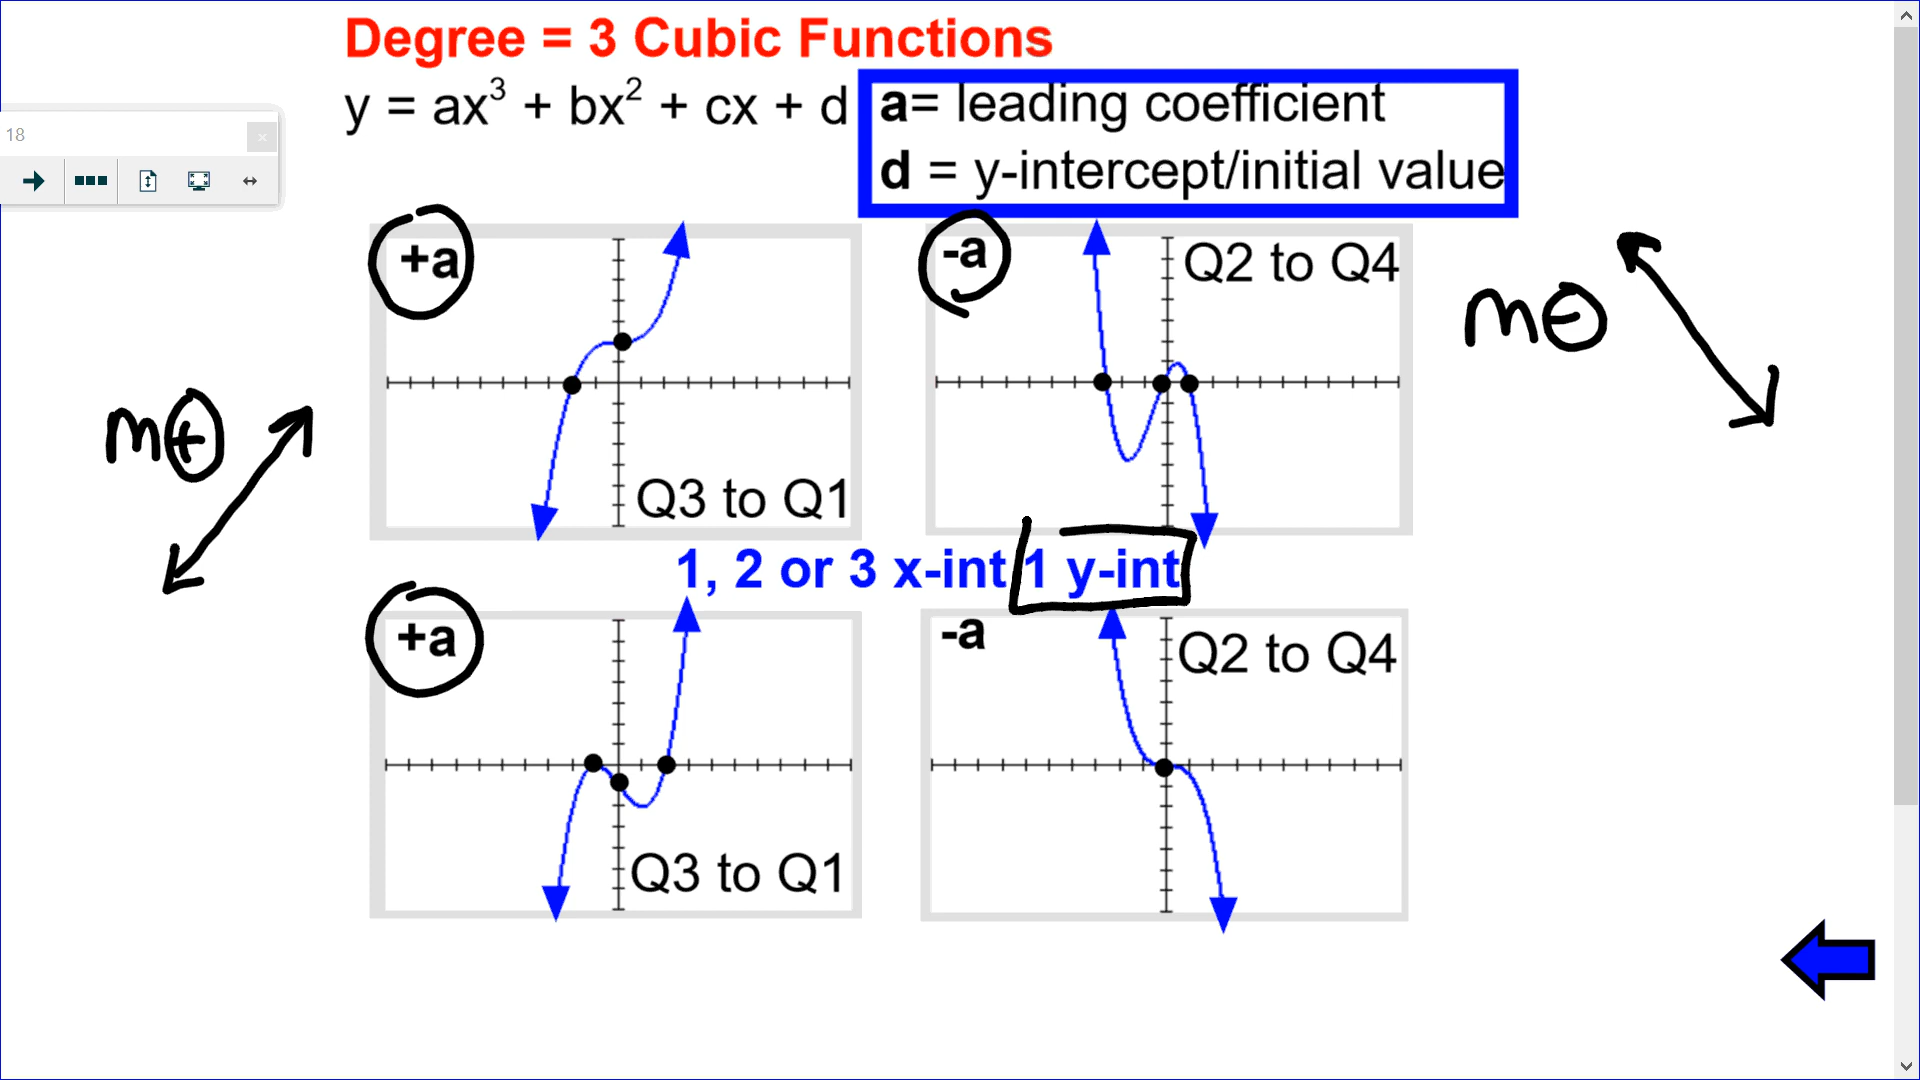 Degree = 3 Cubic Functions
y = ax³ + bx² + cx + d
a= leading coefficient
d = y-intercept/initial value
18
+a
Q3 to Q1
-a
Q2 to Q4
m⊖
m⊕
1, 2 or 3 x-int 1 y-int
+a
Q3 to Q1
-a
Q2 to Q4